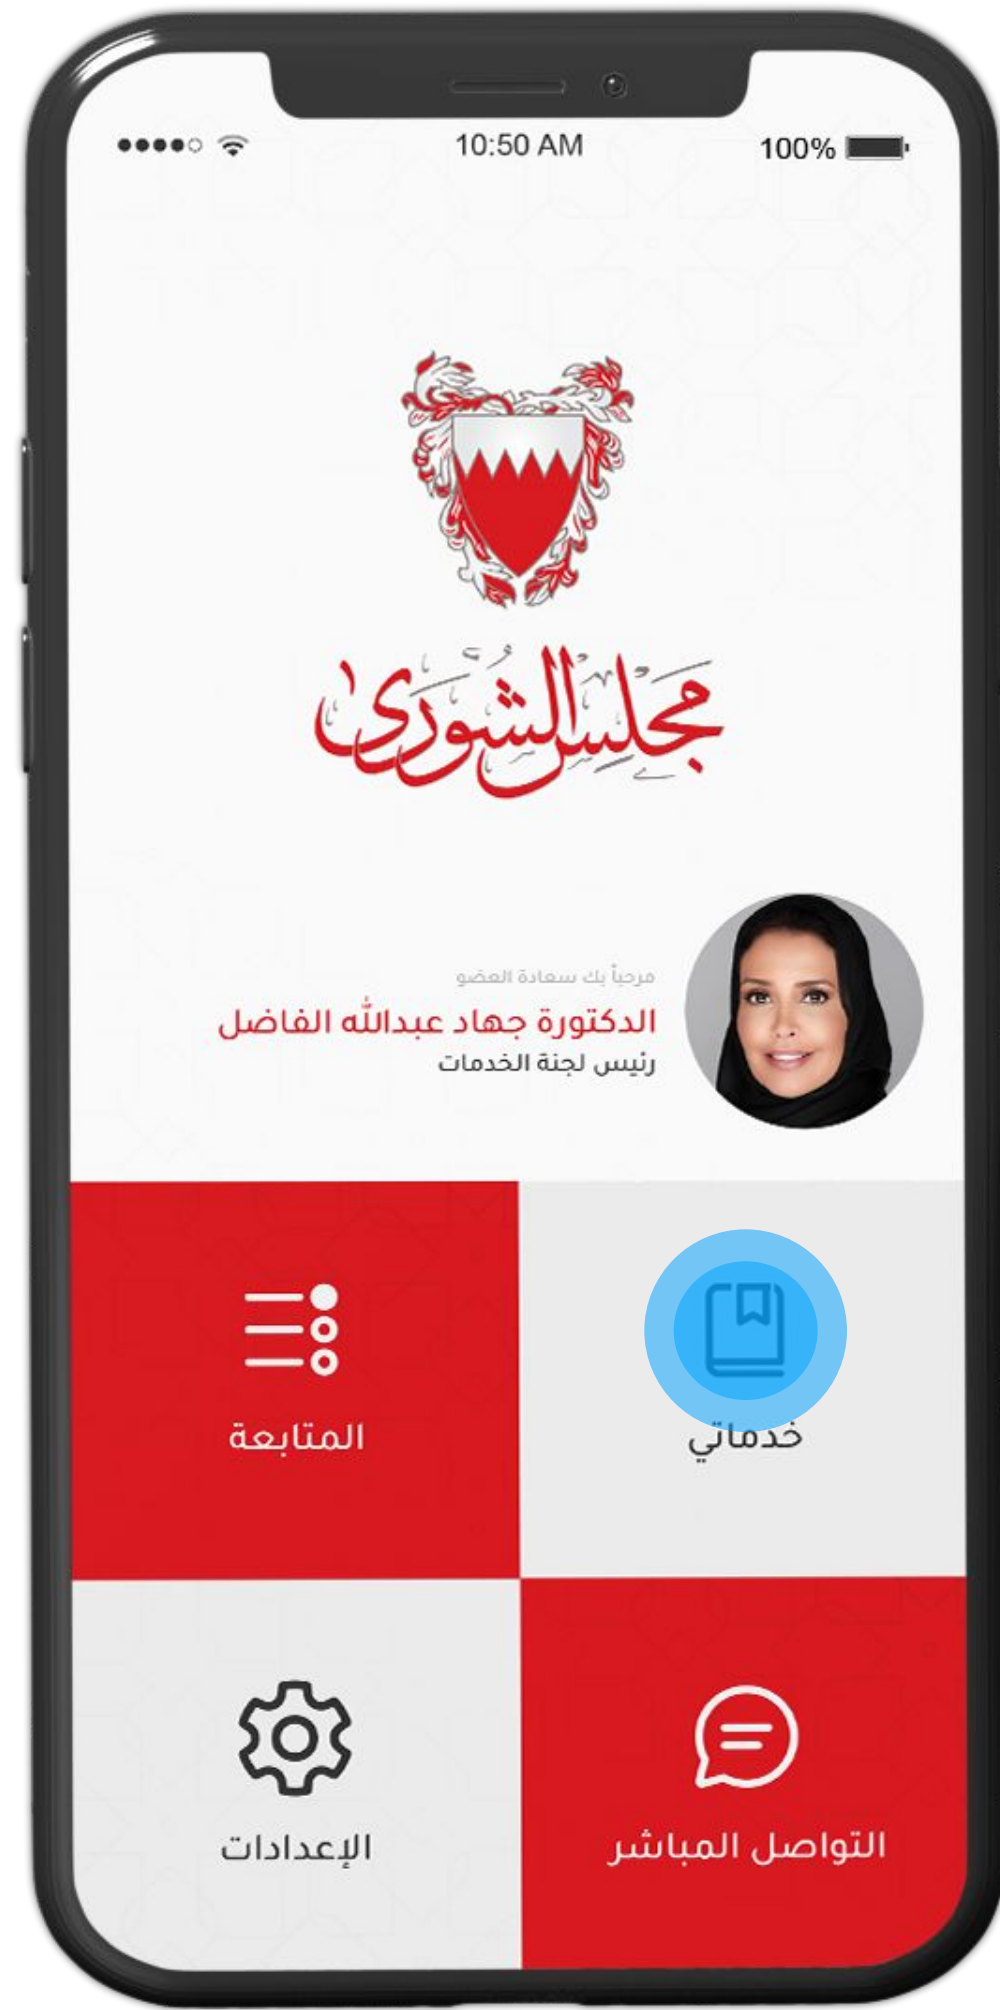 10:50 AM
100%
مجلس الشورى
مرحباً بك سعادة العضو
الدكتورة جهاد عبدالله الفاضل
رئيس لجنة الخدمات
خدماتي
المتابعة
التواصل المباشر
الإعدادات